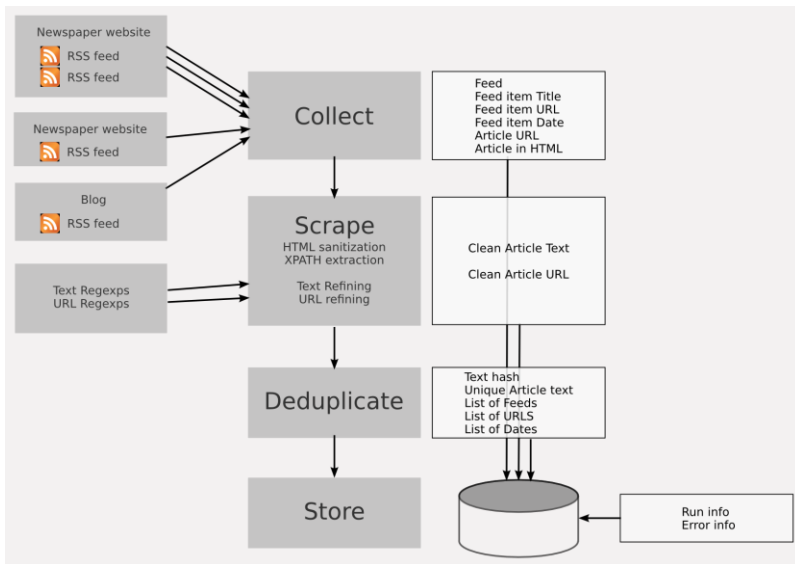 Newspaper website
RSS feed
RSS feed
Newspaper website
RSS feed
Blog
RSS feed
Text Regexps
URL Regexps
Collect
Scrape
HTML sanitization
XPATH extraction
Text Refining
URL refining
Deduplicate
Store
Feed
Feed item Title
Feed item URL
Feed item Date
Article URL
Article in HTML
Clean Article Text
Clean Article URL
Text hash
Unique Article text
List of Feeds
List of URLS
List of Dates
Run info
Error info